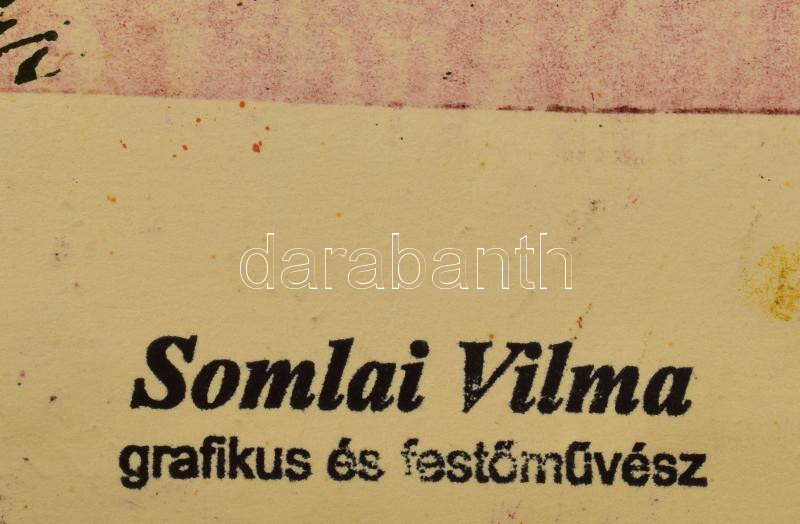 darabanth
Somlai Vilma
grafikus és festőművész